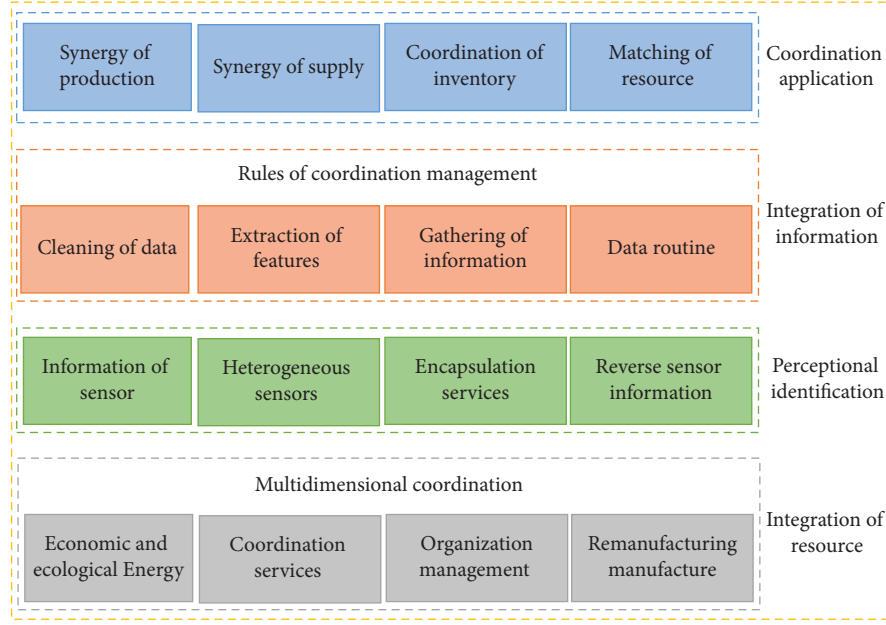 Synergy of
production
Synergy of supply
Coordination of
inventory
Matching of
resource
Coordination
application
Rules of coordination management
Cleaning of data
Extraction of
features
Gathering of
information
Data routine
Integration of
information
Information of
sensor
Heterogeneous
sensors
Encapsulation
services
Reverse sensor
information
Perceptional
identification
Multidimensional coordination
Economic and
ecological Energy
Coordination
services
Organization
management
Remanufacturing
manufacture
Integration of
resource